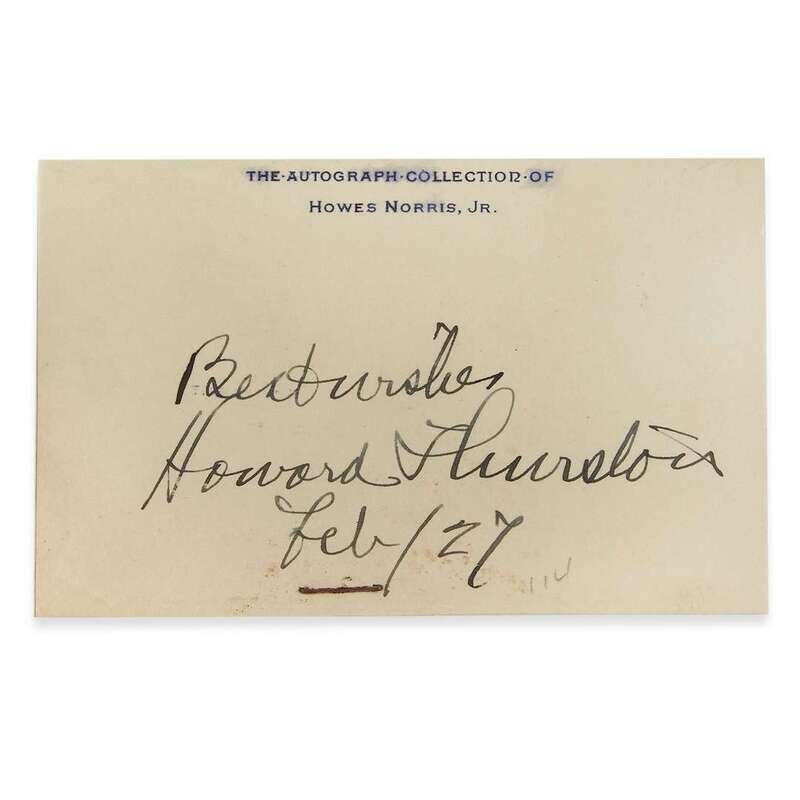 THE·AUTOGRAPH·COLLECTION·OF
HOWES NORRIS, JR.
Best wishes
Howard Thurston
Feb/27